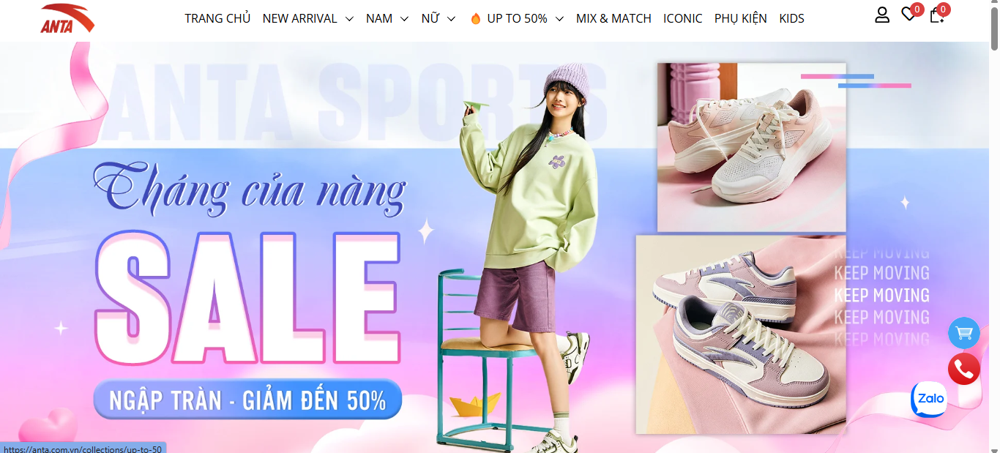 ANTA
TRANG CHỦ NEW ARRIVAL NAM NỮ UP TO 50% MIX & MATCH ICONIC PHỤ KIỆN KIDS
0 0
ANTA SPORTS
Tháng của nàng
SALE
NGẬP TRÀN - GIẢM ĐẾN 50%
KEEP MOVING
KEEP MOVING
KEEP MOVING
KEEP MOVING
KEEP MOVING
Zalo
https://anta.com.vn/collections/up-to-50